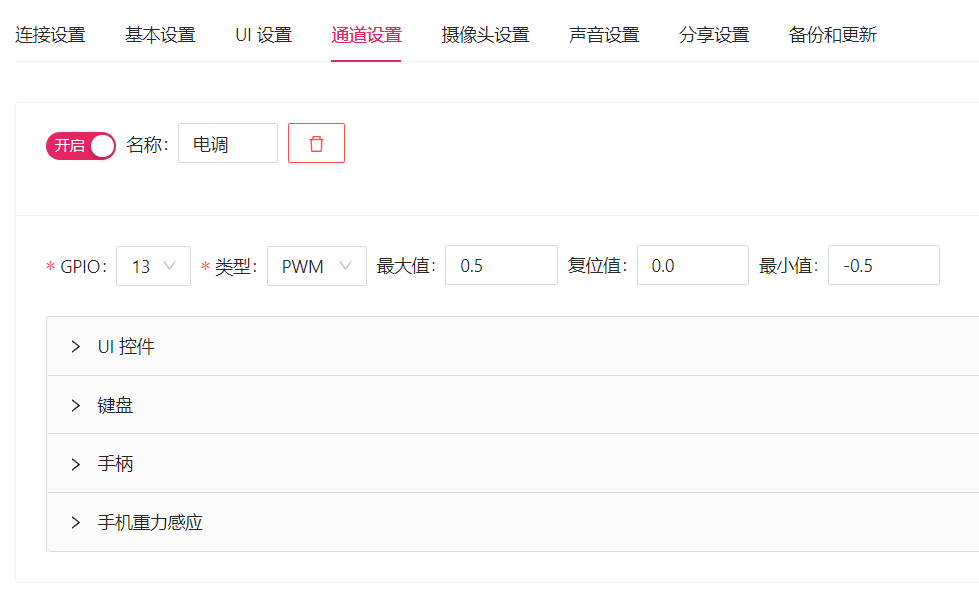 连接设置 基本设置 UI 设置 通道设置 摄像头设置 声音设置 分享设置 备份和更新
开启 名称: 电调
* GPIO: 13 * 类型: PWM 最大值: 0.5 复位值: 0.0 最小值: -0.5
UI 控件
键盘
手柄
手机重力感应